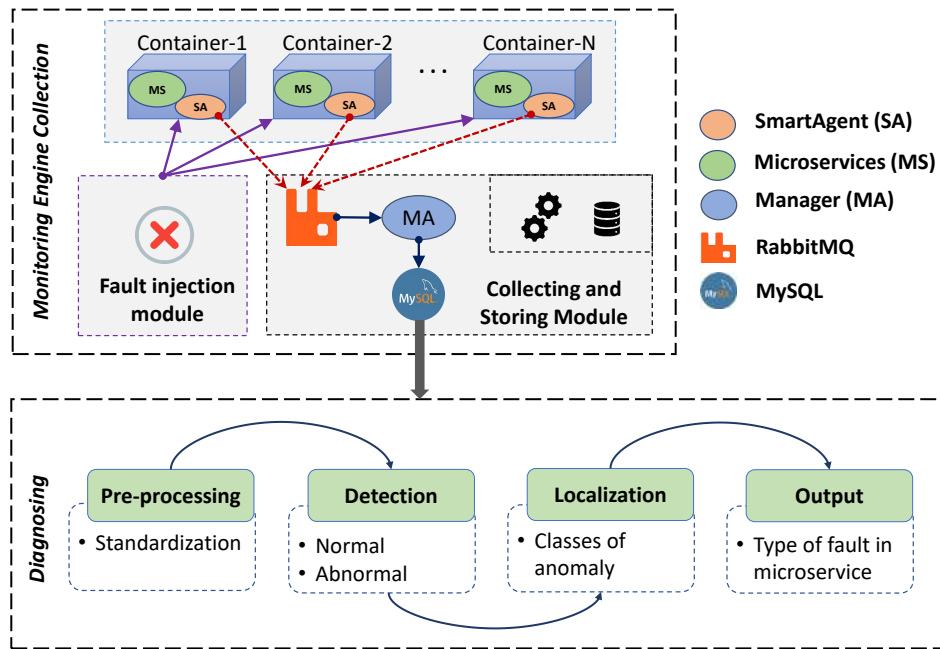 Monitoring Engine Collection
Container-1
Container-2
Container-N
...
MS
SA
MS
SA
MS
SA
Fault injection
module
MA
MySQL
Collecting and
Storing Module
SmartAgent (SA)
Microservices (MS)
Manager (MA)
RabbitMQ
MySQL
MySQL
Diagnosing
Pre-processing
• Standardization
Detection
• Normal
• Abnormal
Localization
• Classes of
anomaly
Output
• Type of fault in
microservice